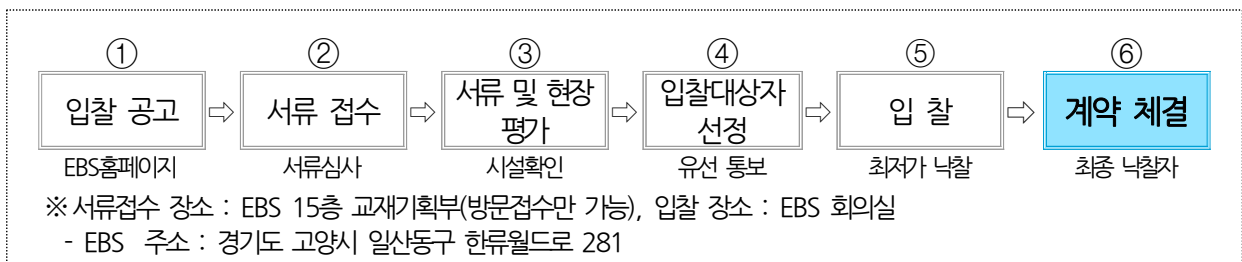 ① ② ③ ④ ⑤ ⑥
입찰 공고 ⇨ 서류 접수 ⇨ 서류 및 현장 평가 ⇨ 입찰대상자 선정 ⇨ 입 찰 ⇨ 계약 체결
EBS홈페이지 서류심사 시설확인 유선 통보 최저가 낙찰 최종 낙찰자
※ 서류접수 장소 : EBS 15층 교재기획부(방문접수만 가능), 입찰 장소 : EBS 회의실
- EBS 주소 : 경기도 고양시 일산동구 한류월드로 281